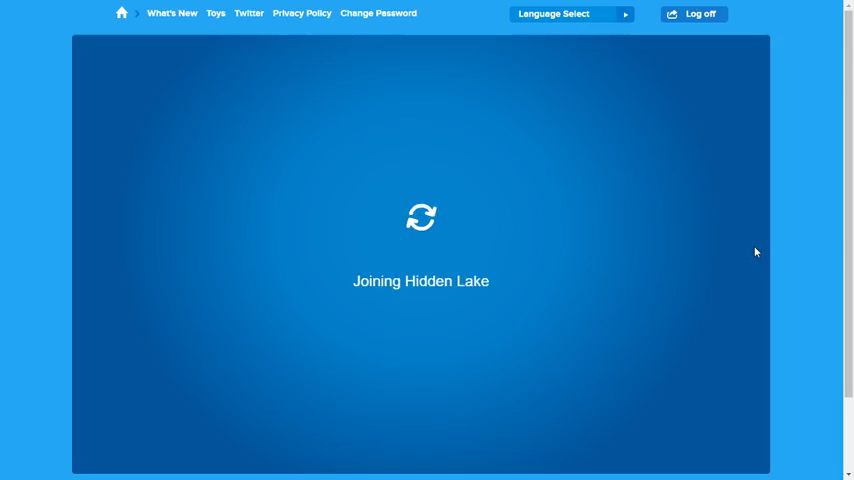 What's New Toys Twitter Privacy Policy Change Password Language Select Log off
Joining Hidden Lake